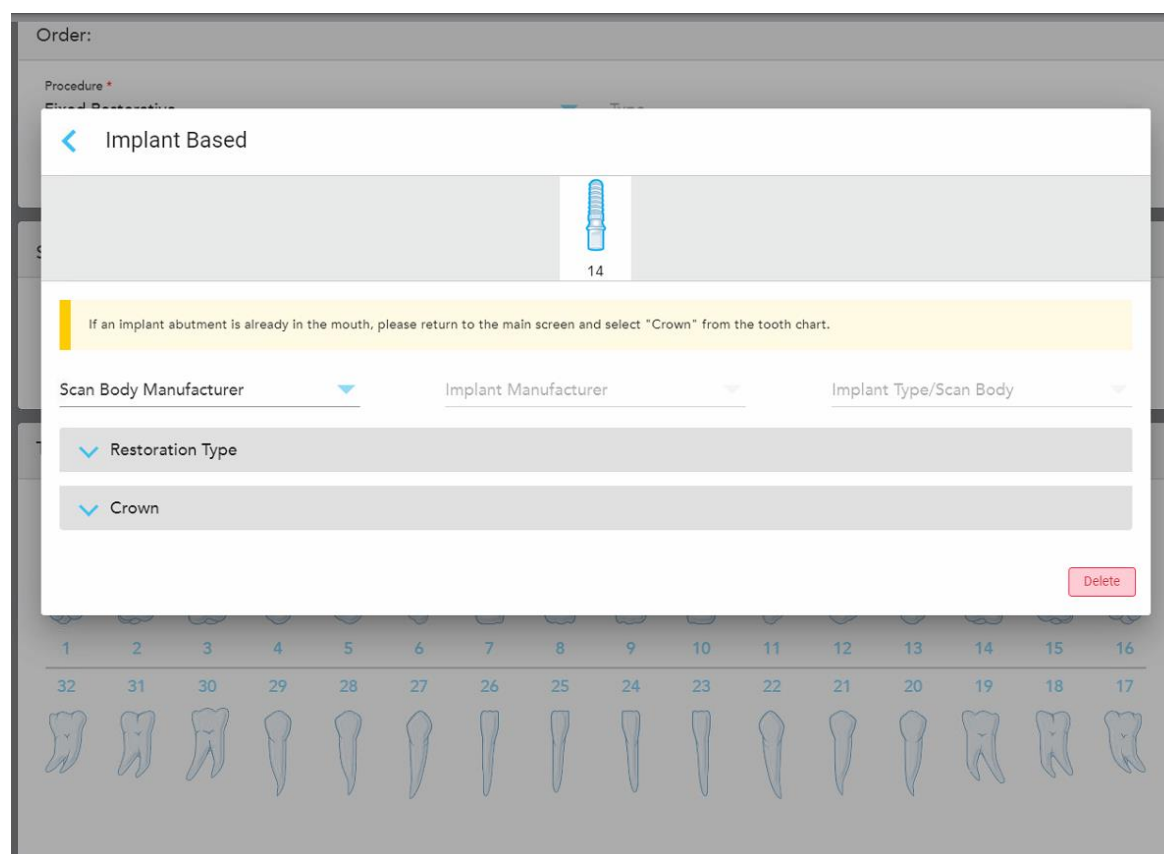 Order:
Procedure *
Fixed Restorative
Type
Implant Based
14
If an implant abutment is already in the mouth, please return to the main screen and select "Crown" from the tooth chart.
Scan Body Manufacturer Implant Manufacturer Implant Type/Scan Body
Restoration Type
Crown
Delete
1 2 3 4 5 6 7 8 9 10 11 12 13 14 15 16
32 31 30 29 28 27 26 25 24 23 22 21 20 19 18 17